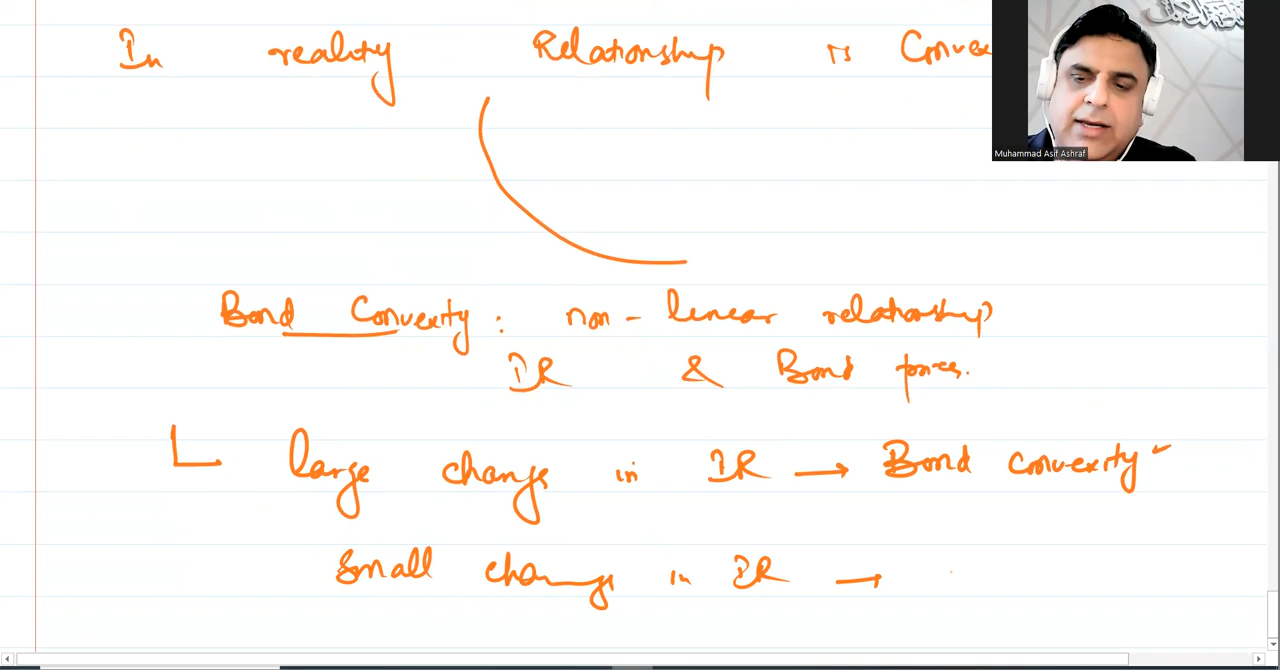 In reality Relationship is Convex
Muhammad Asif Ashraf
Bond Convexity : non - linear relationship
IR & Bond prices.
Large change in IR → Bond convexity
Small change in IR →